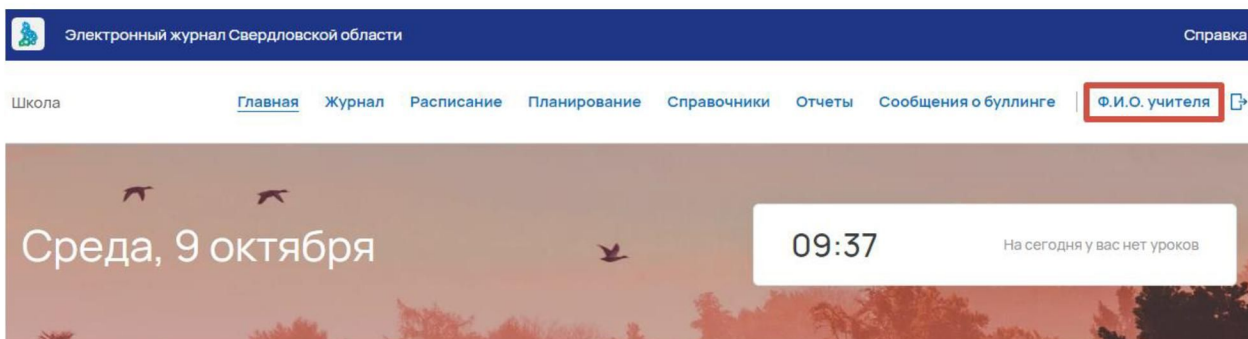 Электронный журнал Свердловской области
Справка
Школа
Главная Журнал Расписание Планирование Справочники Отчеты Сообщения о буллинге Ф.И.О. учителя
Среда, 9 октября
09:37
На сегодня у вас нет уроков